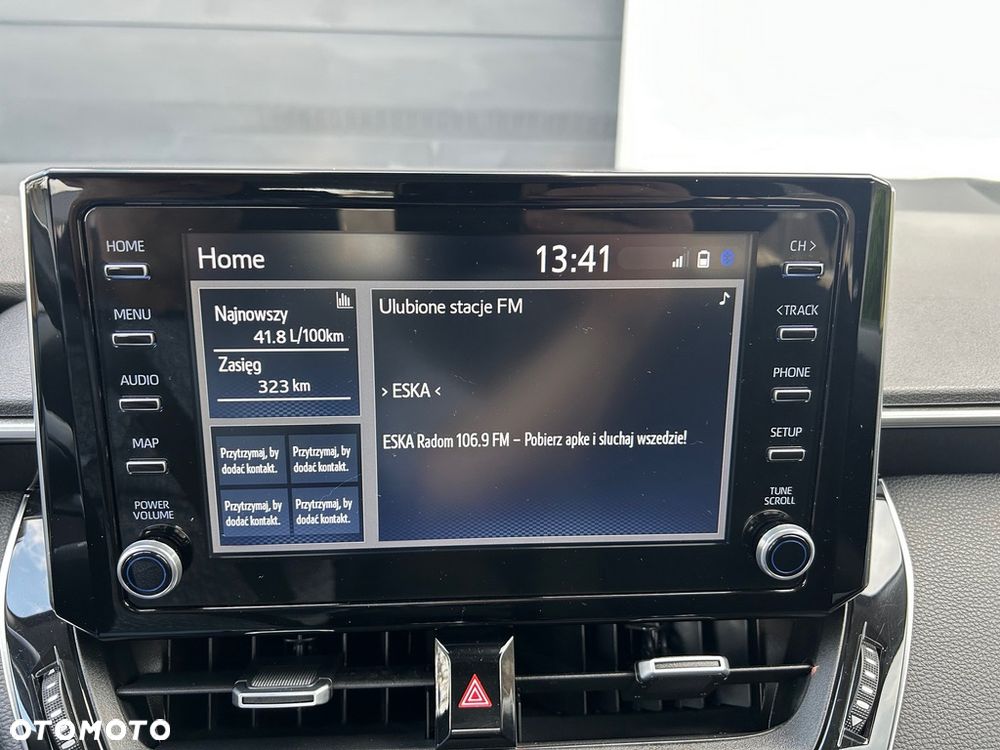 HOME
MENU
AUDIO
MAP
POWER
VOLUME
Home
13:41
Najnowszy
41.8 L/100km
Zasięg
323 km
Przytrzymaj, by
dodać kontakt.
Przytrzymaj, by
dodać kontakt.
Przytrzymaj, by
dodać kontakt.
Przytrzymaj, by
dodać kontakt.
Ulubione stacje FM
> ESKA <
ESKA Radom 106.9 FM – Pobierz apke i sluchaj wszedzie!
CH >
< TRACK
PHONE
SETUP
TUNE
SCROLL
OTOMOTO